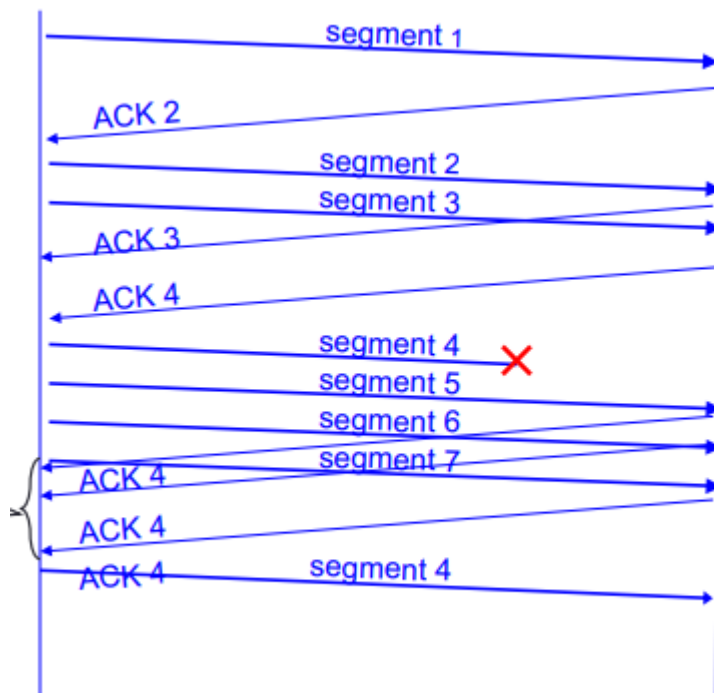 segment 1
ACK 2
segment 2
segment 3
ACK 3
ACK 4
segment 4
segment 5
segment 6
segment 7
ACK 4
ACK 4
segment 4
ACK 4